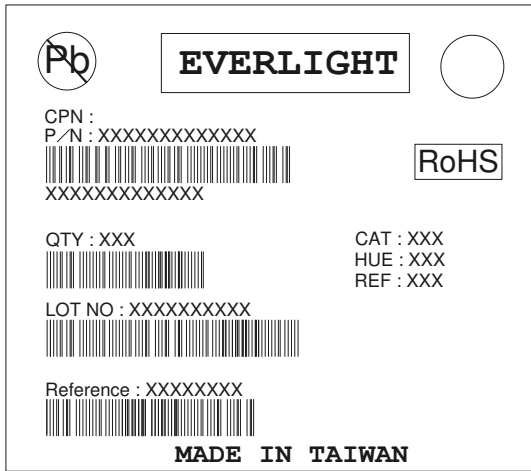 Pb
EVERLIGHT
CPN :
P/N : XXXXXXXXXXXXX
RoHS
XXXXXXXXXXXXX
QTY : XXX
CAT : XXX
HUE : XXX
REF : XXX
LOT NO : XXXXXXXXXX
Reference : XXXXXXXX
MADE IN TAIWAN